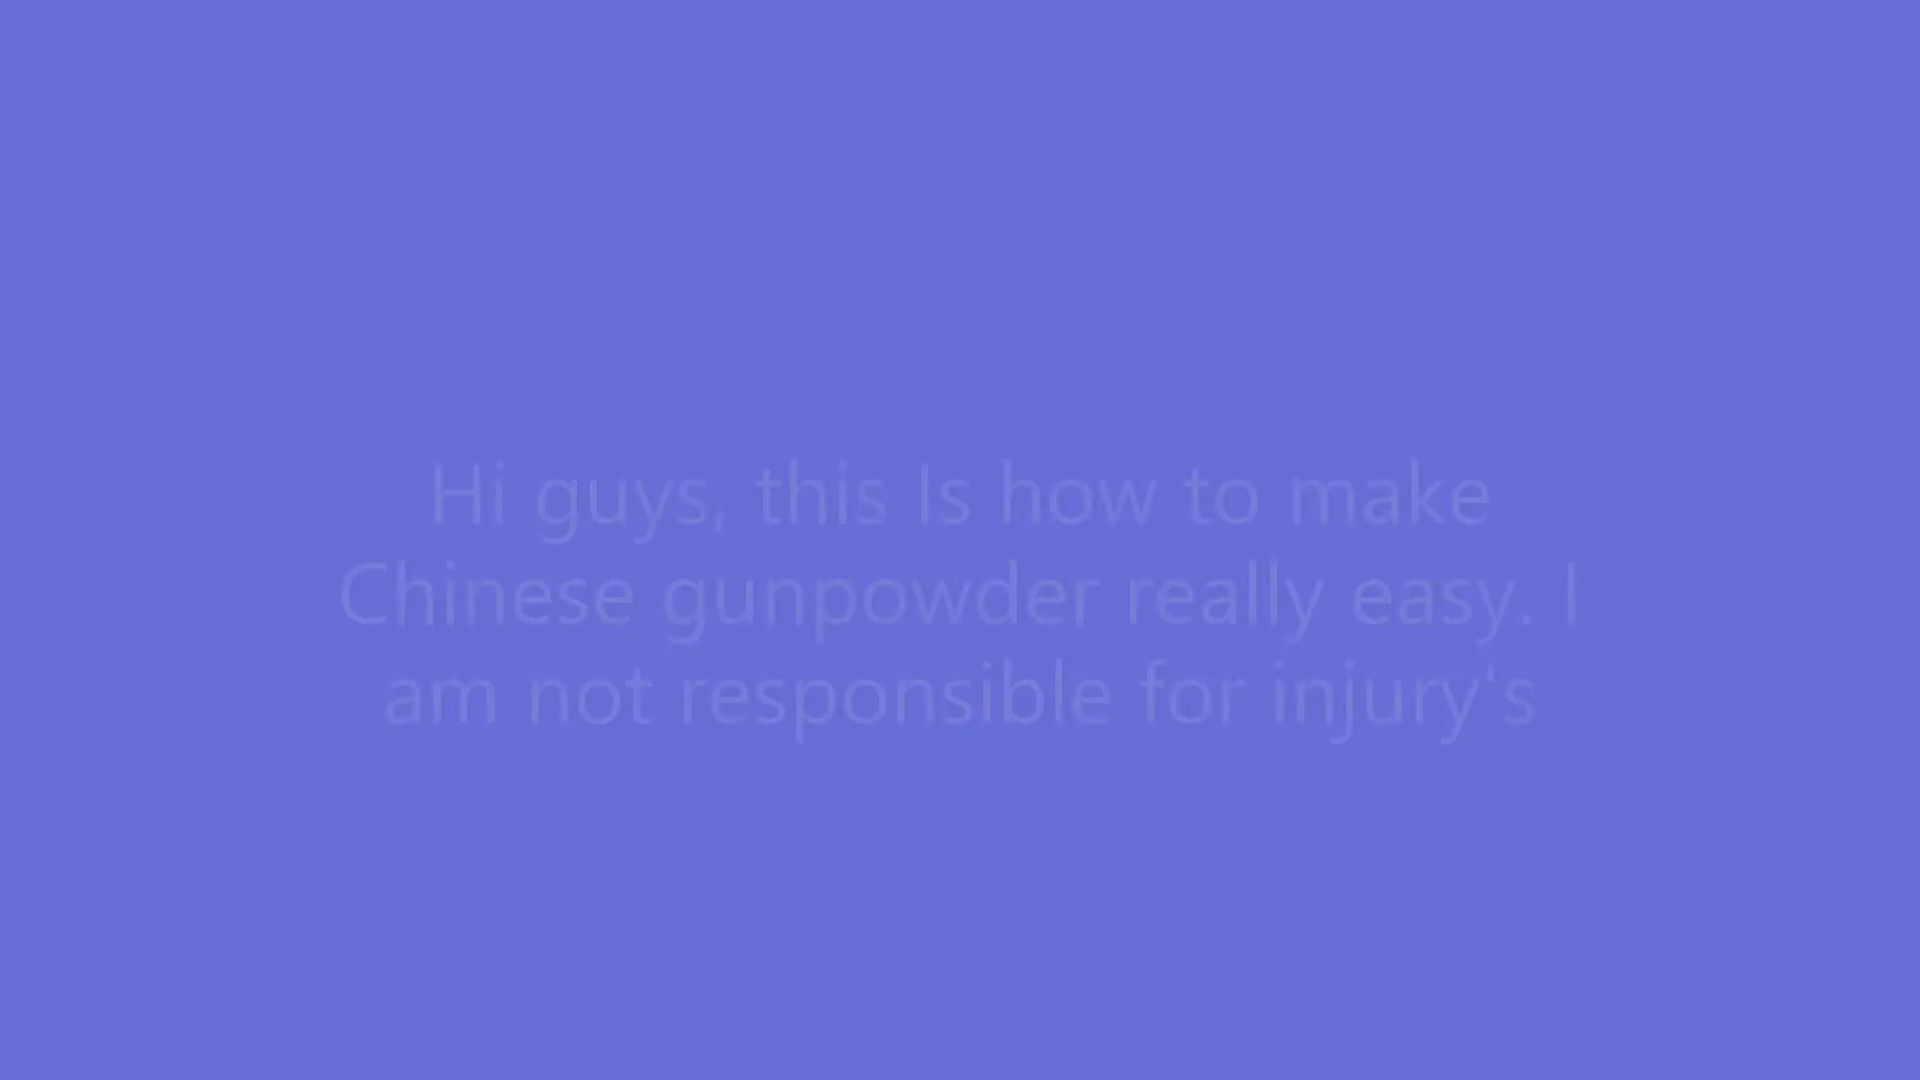 Hi guys, this Is how to make
Chinese gunpowder really easy. I
am not responsible for injury's